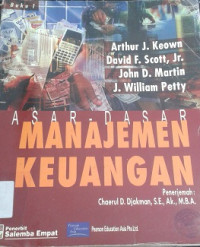 Buku 1
Arthur J. Keown
David F. Scott, Jr.
John D. Martin
J. William Petty
ASAR-DASAR
MANAJEMEN
KEUANGAN
Penerjemah:
Chaerul D. Djakman, S.E., Ak., M.B.A.
Penerbit
Salemba Empat
Pearson Education Asia Pte. Ltd.